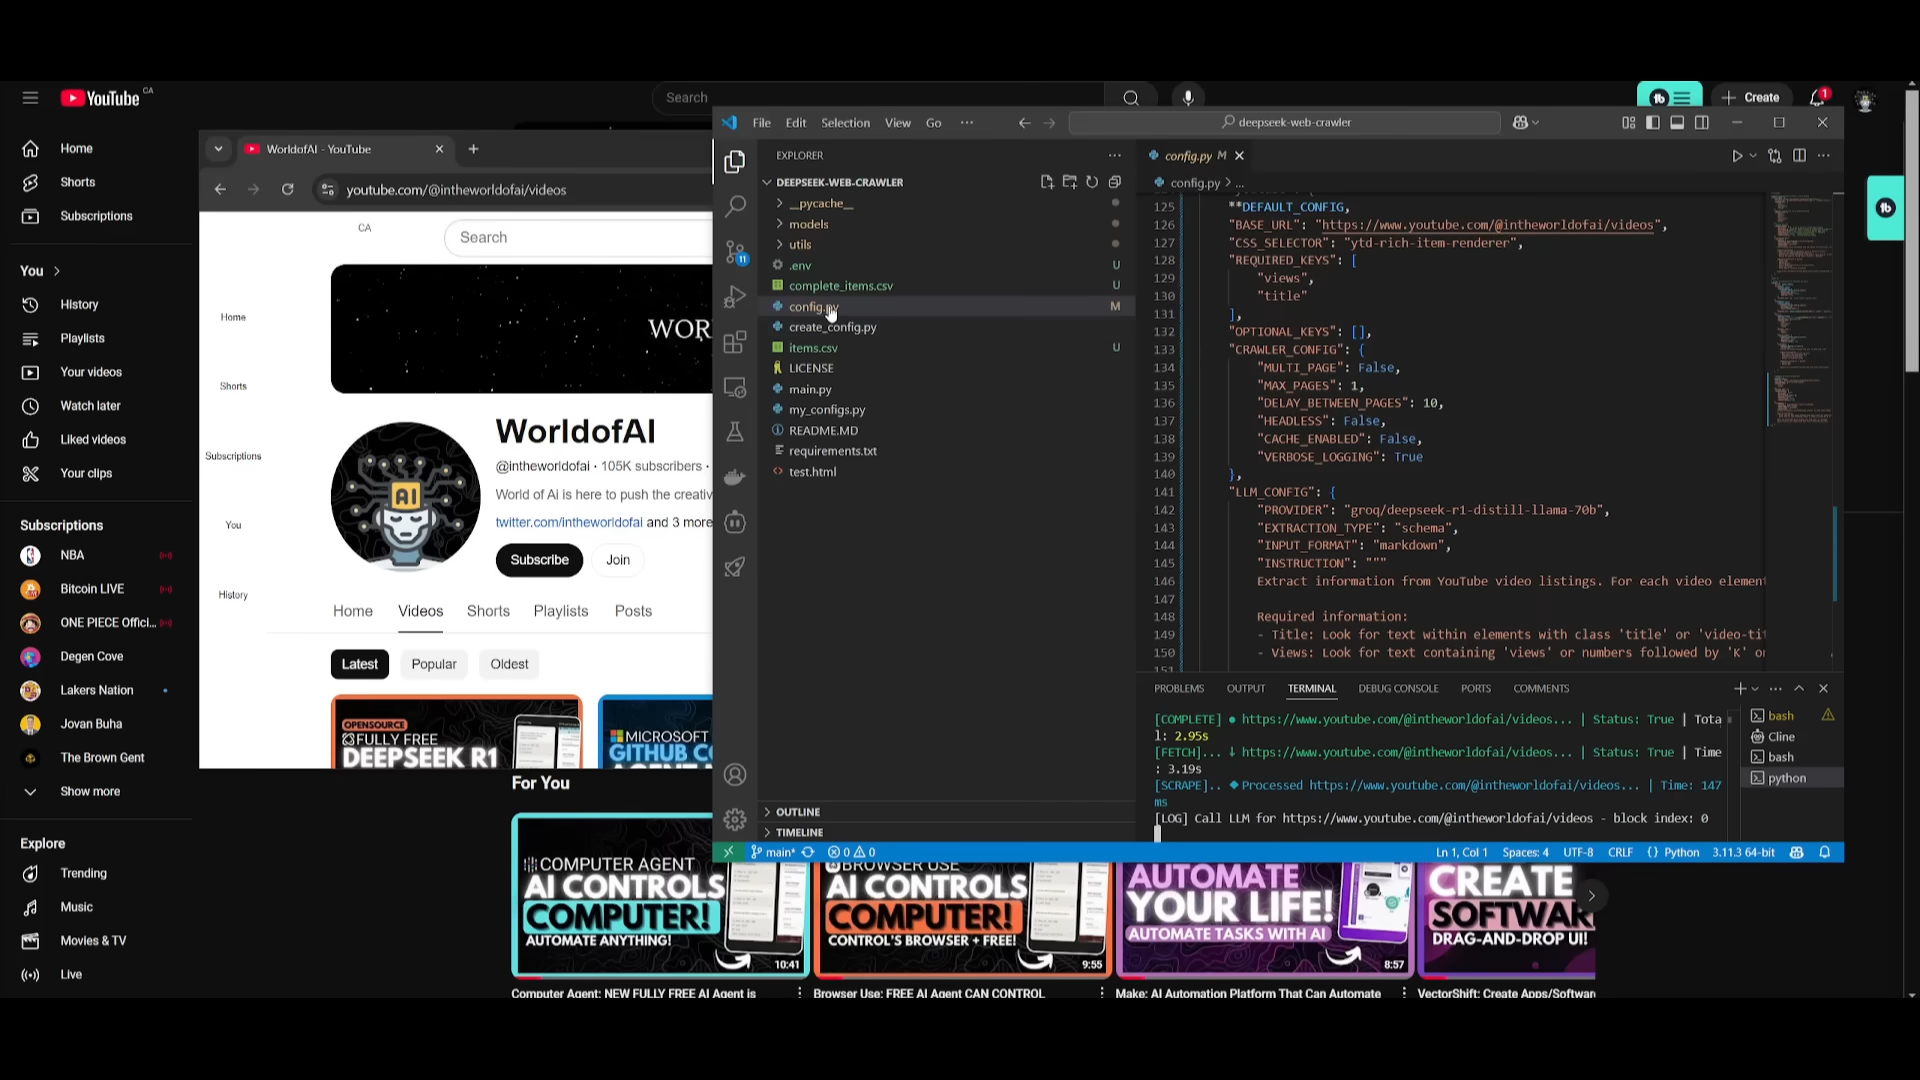 YouTube CA
Search
Create
1
Home
Shorts
Subscriptions
You
History
Playlists
Your videos
Watch later
Liked videos
Your clips
Subscriptions
NBA
Bitcoin LIVE
ONE PIECE Offici...
Degen Cove
Lakers Nation
Jovan Buha
The Brown Gent
Show more
Explore
Trending
Music
Movies & TV
Live
WorldofAI - YouTube
youtube.com/@intheworldofai/videos
CA
Search
Home
Shorts
Subscriptions
You
History
WOR
AI
WorldofAI
@intheworldofai · 105K subscribers ·
World of Ai is here to push the creativ
twitter.com/intheworldofai and 3 more
Subscribe
Join
Home Videos Shorts Playlists Posts
Latest Popular Oldest
OPENSOURCE
FULLY FREE
DEEPSEEK R1
MICROSOFT
GITHUB CO
For You
COMPUTER AGENT
AI CONTROLS
COMPUTER!
AUTOMATE ANYTHING!
10:41
Computer Agent: NEW FULLY FREE AI Agent is
BROWSER USE
AI CONTROLS
COMPUTER!
CONTROL'S BROWSER + FREE!
9:55
Browser Use: FREE AI Agent CAN CONTROL
AUTOMATE
YOUR LIFE!
AUTOMATE TASKS WITH AI
8:57
Make: AI Automation Platform That Can Automate
CREATE
SOFTWAR
DRAG-AND-DROP UI!
VectorShift: Create Apps/Softwar
File Edit Selection View Go ···
deepseek-web-crawler
EXPLORER
DEEPSEEK-WEB-CRAWLER
__pycache__
models
utils
.env U
complete_items.csv U
config.py M
create_config.py
items.csv U
LICENSE
main.py
my_configs.py
README.MD
requirements.txt
test.html
OUTLINE
TIMELINE
11
config.py M
config.py > ...
125 **DEFAULT_CONFIG,
126 "BASE_URL": "https://www.youtube.com/@intheworldofai/videos",
127 "CSS_SELECTOR": "ytd-rich-item-renderer",
128 "REQUIRED_KEYS": [
129 "views",
130 "title"
131 ],
132 "OPTIONAL_KEYS": [],
133 "CRAWLER_CONFIG": {
134 "MULTI_PAGE": False,
135 "MAX_PAGES": 1,
136 "DELAY_BETWEEN_PAGES": 10,
137 "HEADLESS": False,
138 "CACHE_ENABLED": False,
139 "VERBOSE_LOGGING": True
140 },
141 "LLM_CONFIG": {
142 "PROVIDER": "groq/deepseek-r1-distill-llama-70b",
143 "EXTRACTION_TYPE": "schema",
144 "INPUT_FORMAT": "markdown",
145 "INSTRUCTION": """
146 Extract information from YouTube video listings. For each video element
147
148 Required information:
149 - Title: Look for text within elements with class 'title' or 'video-tit
150 - Views: Look for text containing 'views' or numbers followed by 'K' o
151
PROBLEMS OUTPUT TERMINAL DEBUG CONSOLE PORTS COMMENTS
[COMPLETE] ● https://www.youtube.com/@intheworldofai/videos... | Status: True | Tota
l: 2.95s
[FETCH]... ↓ https://www.youtube.com/@intheworldofai/videos... | Status: True | Time
: 3.19s
[SCRAPE].. ◆ Processed https://www.youtube.com/@intheworldofai/videos... | Time: 147
ms
[LOG] Call LLM for https://www.youtube.com/@intheworldofai/videos - block index: 0
bash
Cline
bash
python
main* 0 0
Ln 1, Col 1 Spaces: 4 UTF-8 CRLF {} Python 3.11.3 64-bit